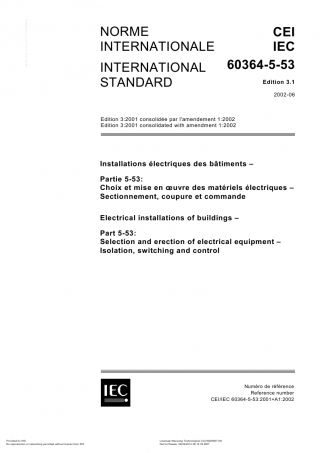 NORME
INTERNATIONALE
CEI
IEC
INTERNATIONAL
STANDARD
60364-5-53
Edition 3.1
2002-06
Edition 3:2001 consolidée par l'amendement 1:2002
Edition 3:2001 consolidated with amendment 1:2002
Installations électriques des bâtiments –
Partie 5-53:
Choix et mise en œuvre des matériels électriques –
Sectionnement, coupure et commande
Electrical installations of buildings –
Part 5-53:
Selection and erection of electrical equipment –
Isolation, switching and control
IEC
Numéro de référence
Reference number
CEI/IEC 60364-5-53:2001+A1:2002